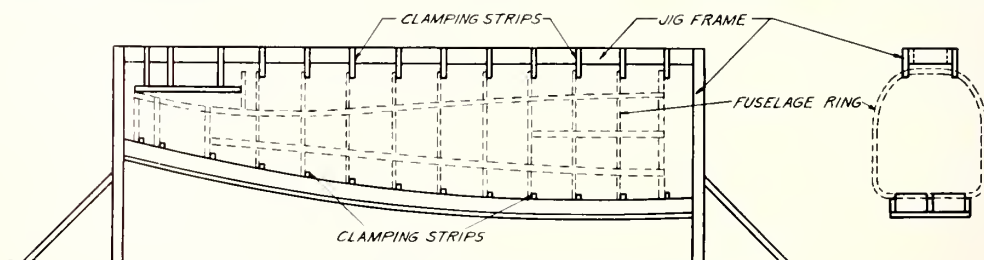 CLAMPING STRIPS
JIG FRAME
FUSELAGE RING
CLAMPING STRIPS